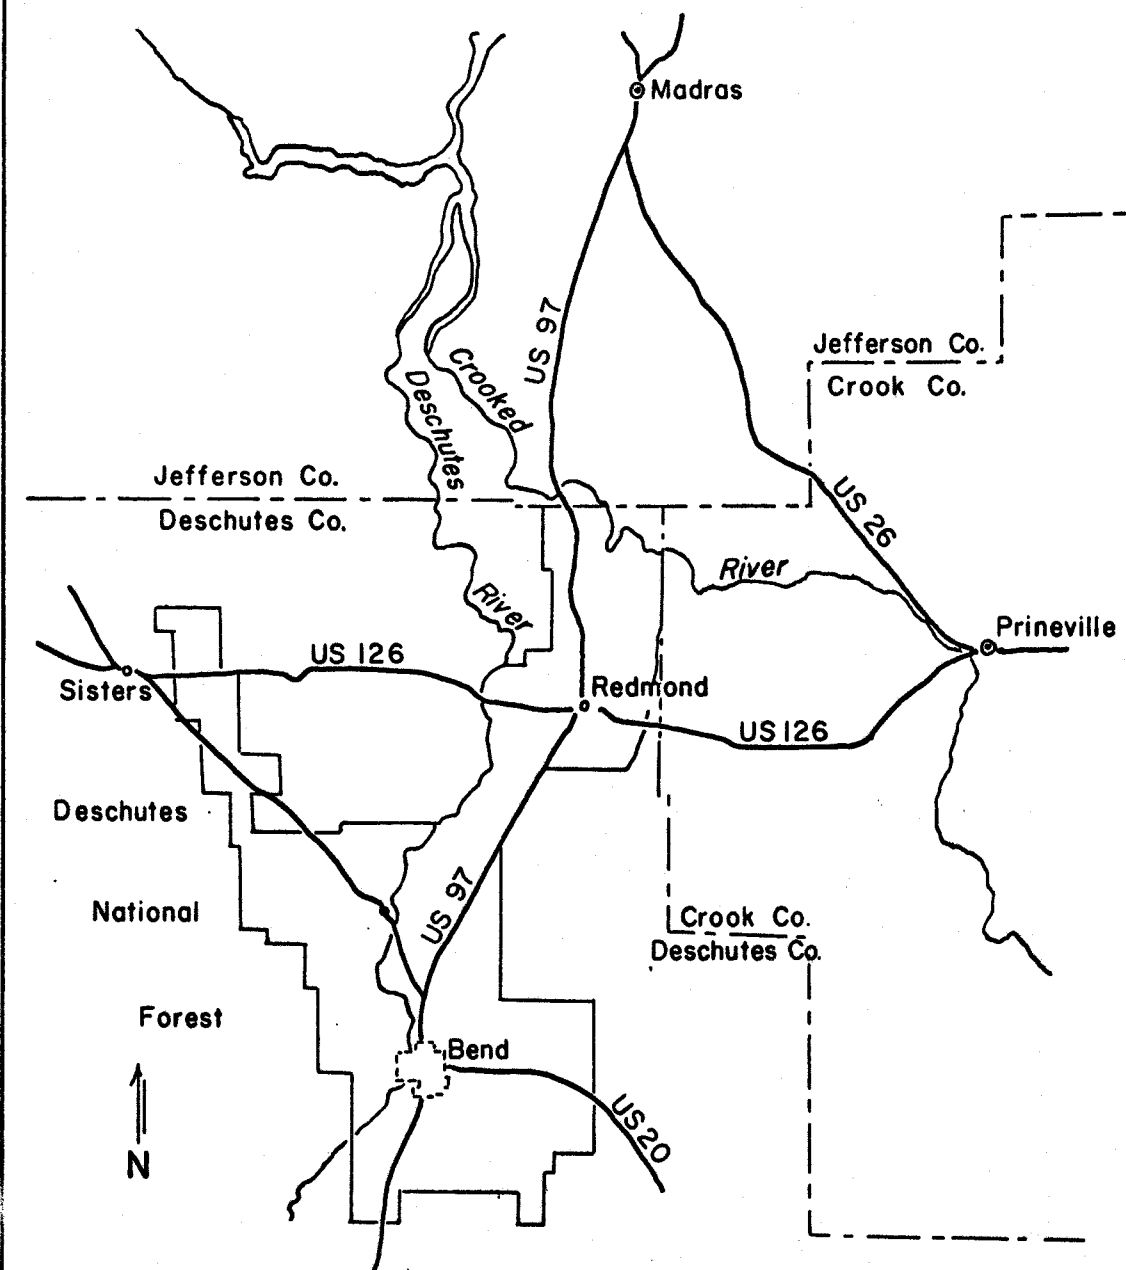 Madras
US 97
Jefferson Co.
Crook Co.
Crooked
Deschutes
Jefferson Co.
Deschutes Co.
US 26
River
River
Prineville
US 126
Sisters
Redmond
US 126
Deschutes
National
Forest
US 97
Crook Co.
Deschutes Co.
Bend
US 20
N